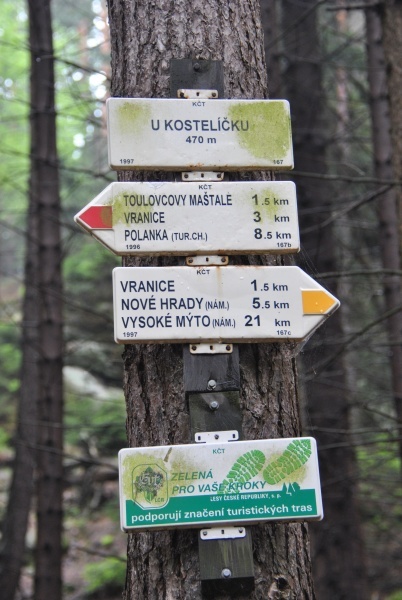 KČT
U KOSTELÍČKU
470 m
1997 167
KČT
TOULOVCOVY MAŠTALE 1.5 km
VRANICE 3 km
POLANKA (TUR.CH.) 8.5 km
1996 167b
KČT
VRANICE 1.5 km
NOVÉ HRADY (NÁM.) 5.5 km
VYSOKÉ MÝTO (NÁM.) 21 km
1997 167c
KČT
ZELENÁ
PRO VAŠE KROKY
LESY ČESKÉ REPUBLIKY, s. p.
podporují značení turistických tras